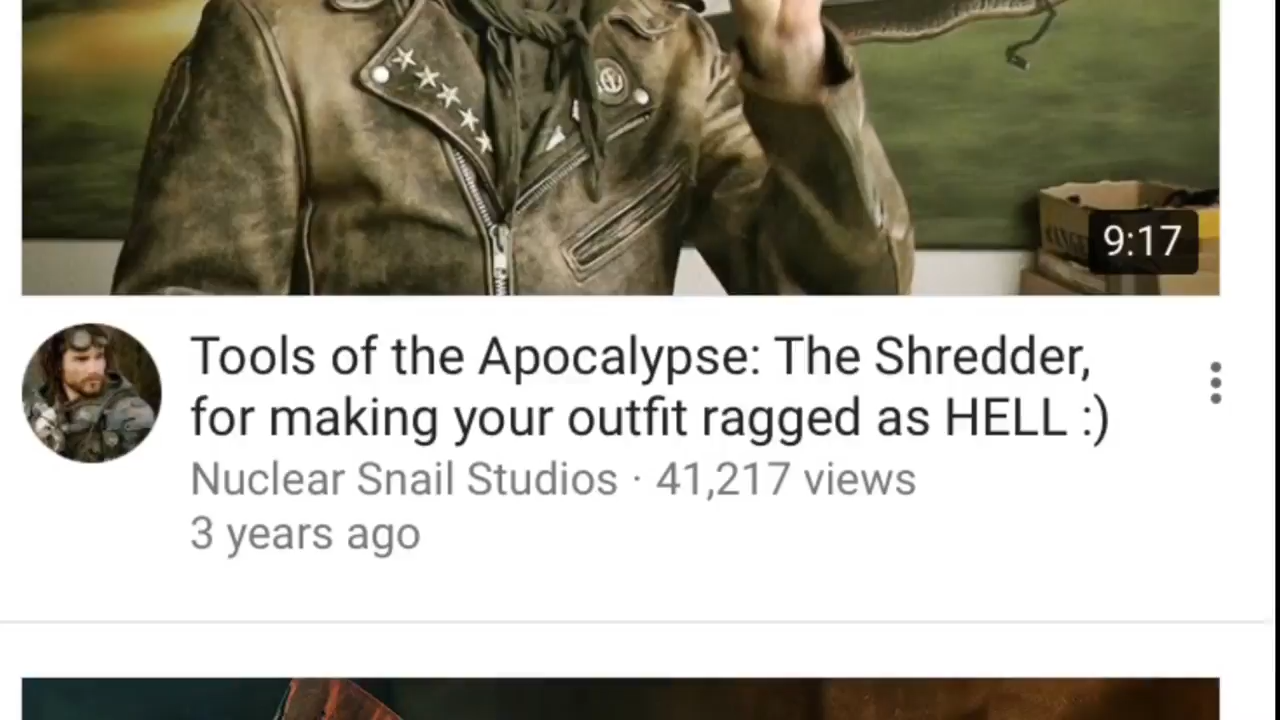 9:17
Tools of the Apocalypse: The Shredder,
for making your outfit ragged as HELL :)
Nuclear Snail Studios · 41,217 views
3 years ago